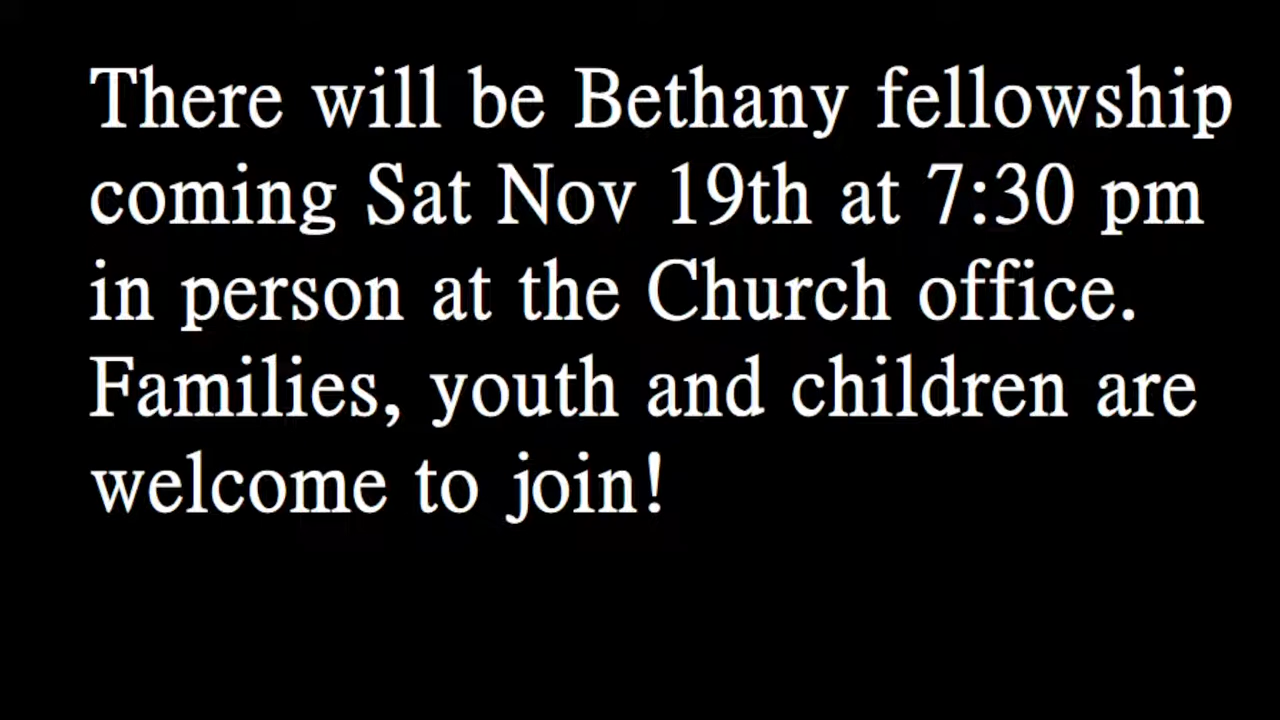 There will be Bethany fellowship
coming Sat Nov 19th at 7:30 pm
in person at the Church office.
Families, youth and children are
welcome to join!